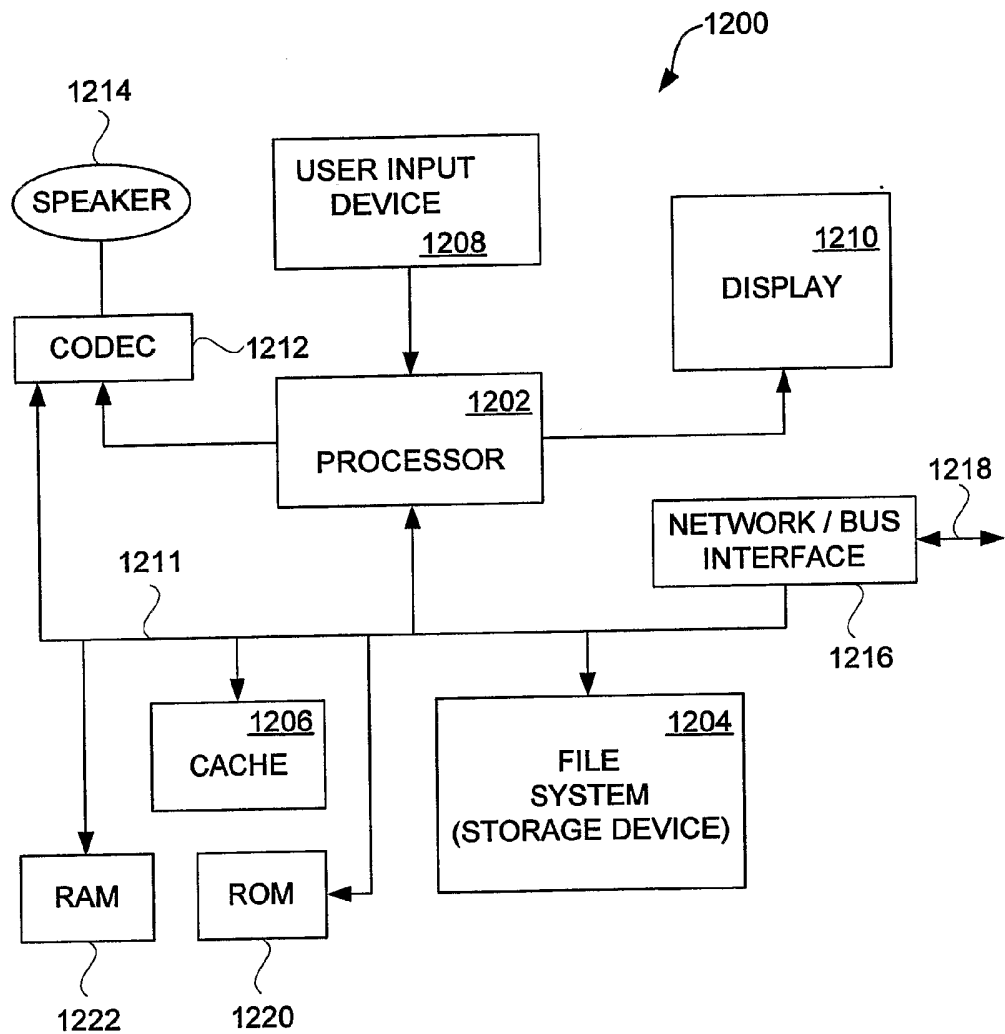 1200
1214
SPEAKER
USER INPUT
DEVICE
1208
1210
DISPLAY
CODEC
1212
1202
PROCESSOR
1218
NETWORK / BUS
INTERFACE
1211
1216
1206
CACHE
1204
FILE
SYSTEM
(STORAGE DEVICE)
RAM
ROM
1222
1220